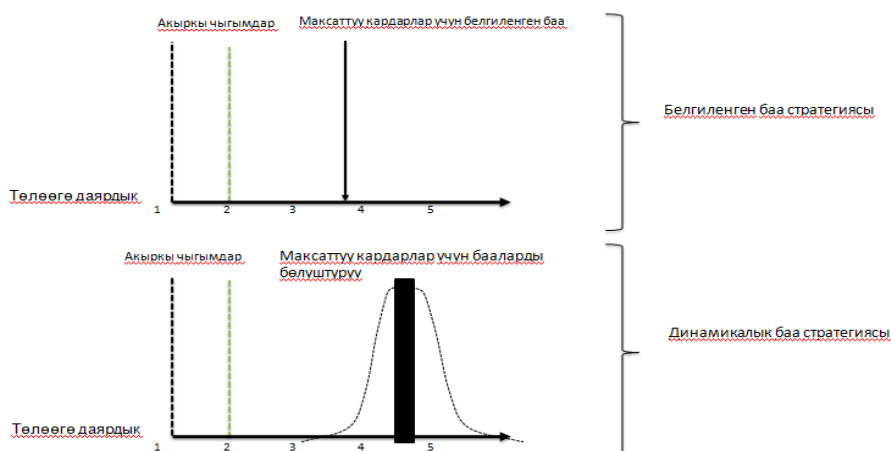 Акыркы чыгымдар
Максаттуу кардарлар үчүн белгиленген баа
Белгиленген баа стратегиясы
Төлөөгө даярдык
1 2 3 4 5
Акыркы чыгымдар
Максаттуу кардарлар үчүн бааларды
бөлүштүрүү
Динамикалык баа стратегиясы
Төлөөгө даярдык
1 2 3 4 5